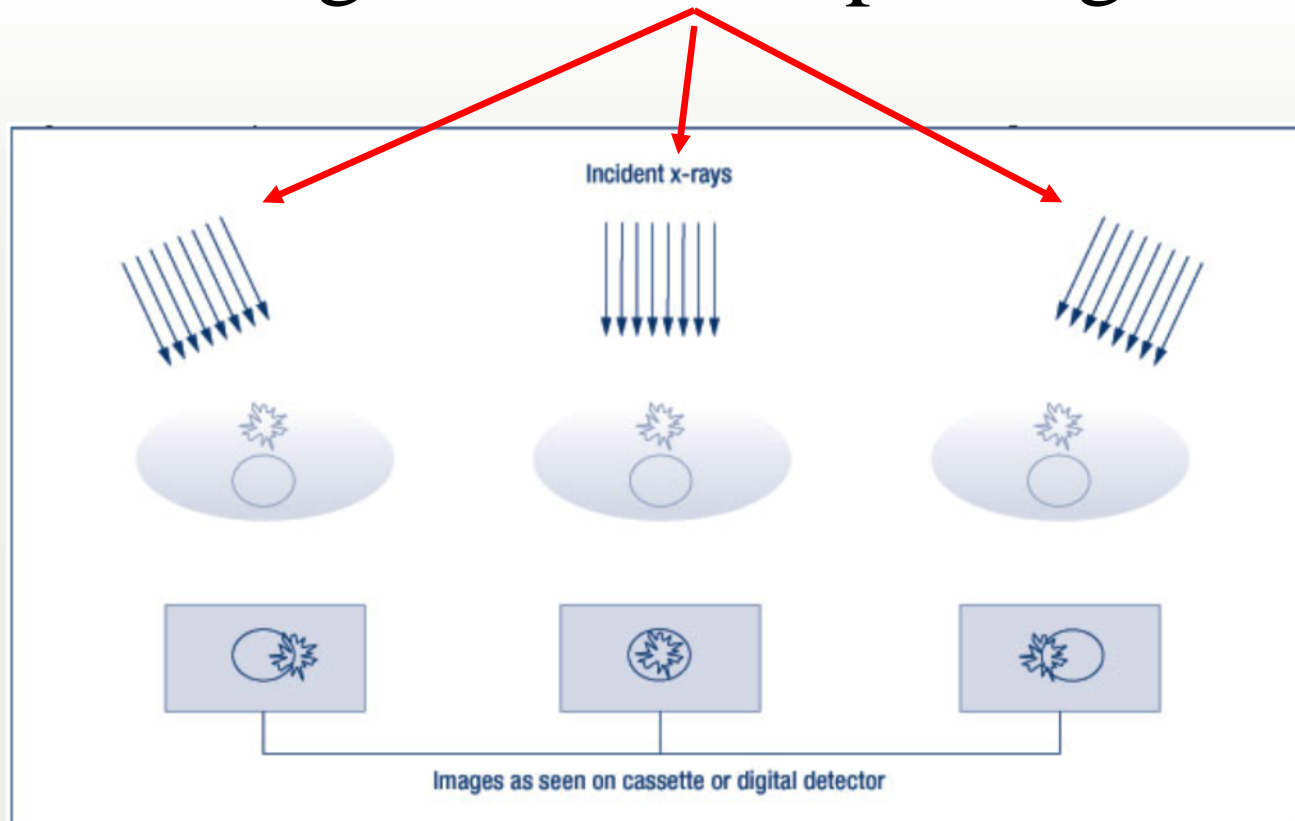 Incident x-rays
Images as seen on cassette or digital detector